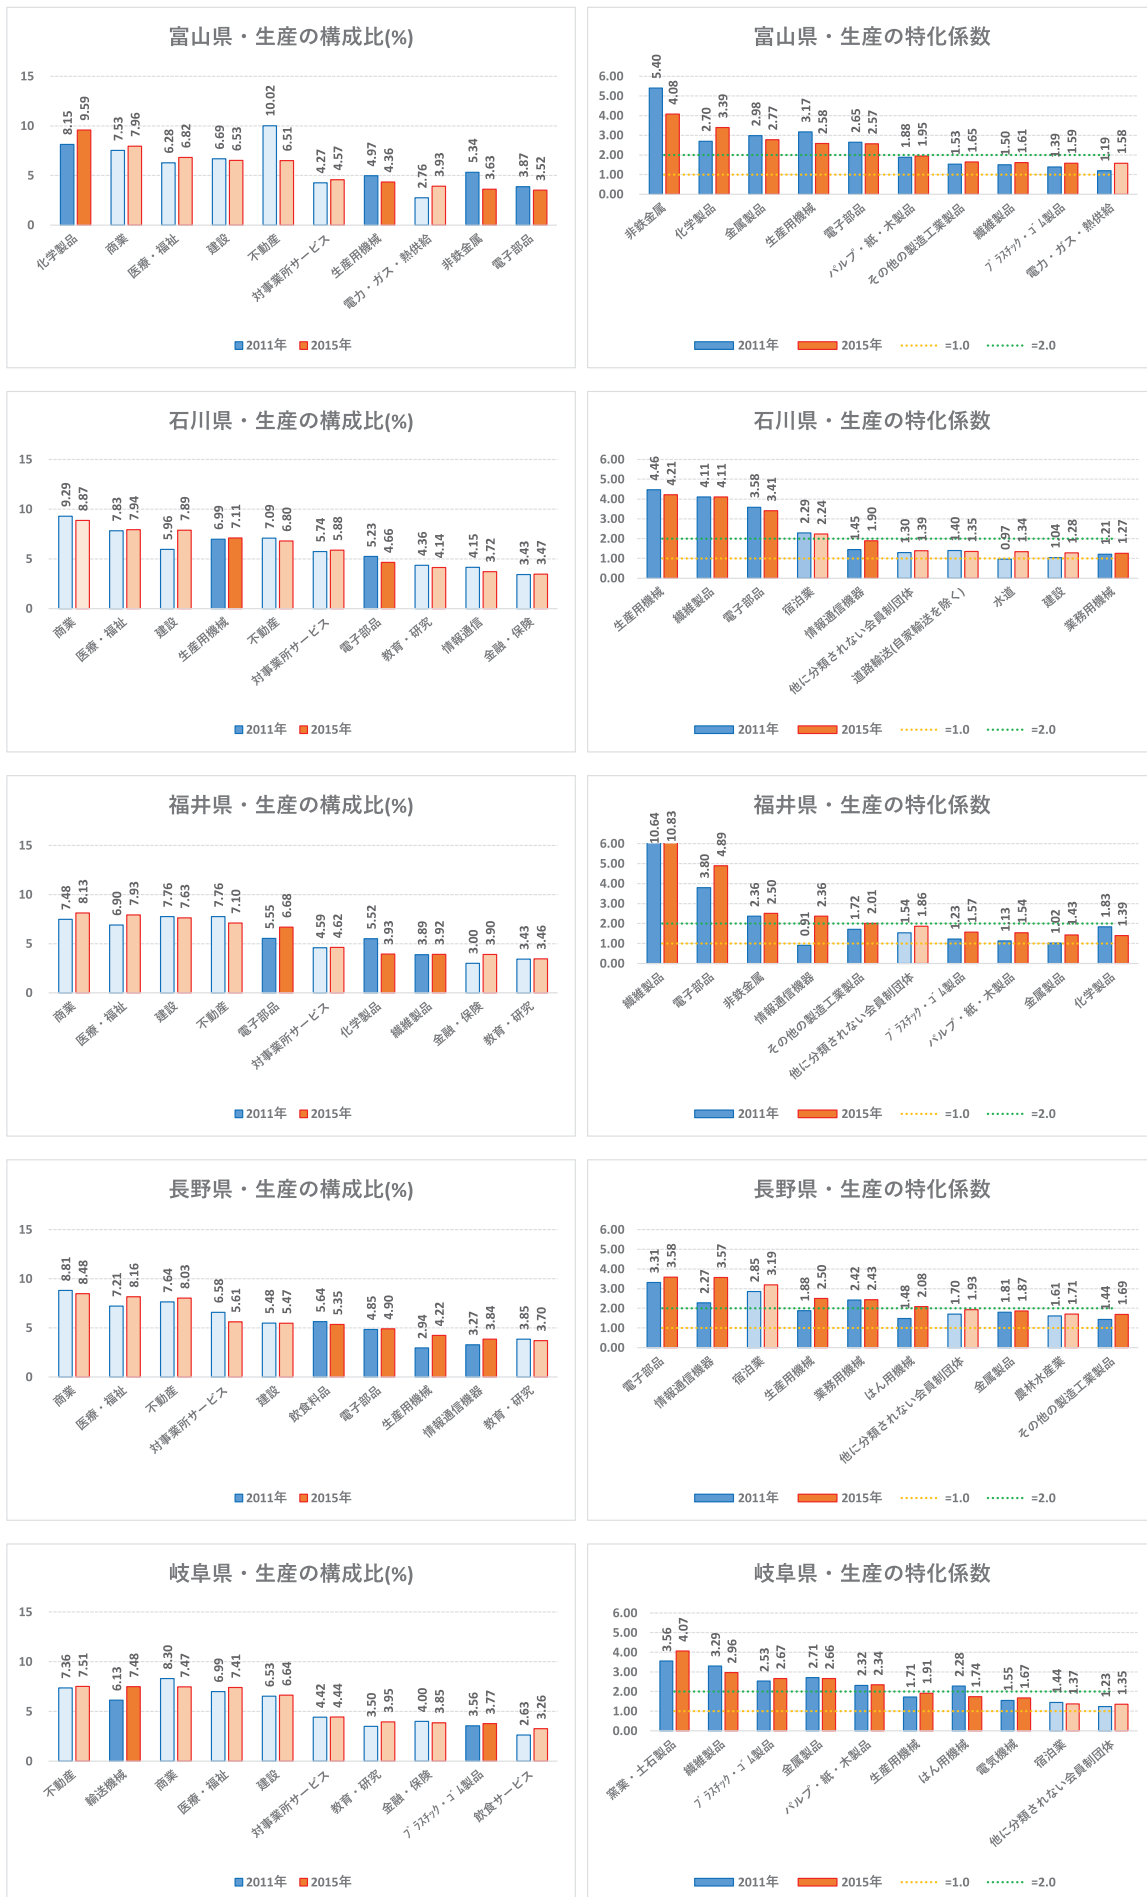 富山県・生産の構成比(%)
15
10
5
0
8.15
9.59
7.53
7.96
6.28
6.82
6.69
6.53
10.02
6.51
4.27
4.57
4.97
4.36
2.76
3.93
5.34
3.63
3.87
3.52
化学製品
商業
医療・福祉
建設
不動産
対事業所サービス
生産用機械
電力・ガス・熱供給
非鉄金属
電子部品
2011年 2015年
富山県・生産の特化係数
6.00
5.00
4.00
3.00
2.00
1.00
0.00
5.40
4.08
2.70
3.39
2.98
2.77
3.17
2.58
2.65
2.57
1.88
1.95
1.53
1.65
1.50
1.61
1.39
1.59
1.19
1.58
非鉄金属
化学製品
金属製品
生産用機械
電子部品
パルプ・紙・木製品
その他の製造工業製品
繊維製品
プラスチック・ゴム製品
電力・ガス・熱供給
2011年 2015年 =1.0 =2.0
石川県・生産の構成比(%)
15
10
5
0
9.29
8.87
7.83
7.94
5.96
7.89
6.99
7.11
7.09
6.80
5.74
5.88
5.23
4.66
4.36
4.14
4.15
3.72
3.43
3.47
商業
医療・福祉
建設
生産用機械
不動産
対事業所サービス
電子部品
教育・研究
情報通信
金融・保険
2011年 2015年
石川県・生産の特化係数
6.00
5.00
4.00
3.00
2.00
1.00
0.00
4.46
4.21
4.11
4.11
3.58
3.41
2.29
2.24
1.45
1.90
1.30
1.39
1.40
1.35
0.97
1.34
1.04
1.28
1.21
1.27
生産用機械
繊維製品
電子部品
宿泊業
情報通信機器
他に分類されない会員制団体
道路輸送(自家輸送を除く)
水道
建設
業務用機械
2011年 2015年 =1.0 =2.0
福井県・生産の構成比(%)
15
10
5
0
7.48
8.13
6.90
7.93
7.76
7.63
7.76
7.10
5.55
6.68
4.59
4.62
5.52
3.93
3.89
3.92
3.00
3.90
3.43
3.46
商業
医療・福祉
建設
不動産
電子部品
対事業所サービス
化学製品
繊維製品
金融・保険
教育・研究
2011年 2015年
福井県・生産の特化係数
6.00
5.00
4.00
3.00
2.00
1.00
0.00
10.64
10.83
3.80
4.89
2.36
2.50
0.91
2.36
1.72
2.01
1.54
1.86
1.23
1.57
1.13
1.54
1.02
1.43
1.83
1.39
繊維製品
電子部品
非鉄金属
情報通信機器
その他の製造工業製品
他に分類されない会員制団体
プラスチック・ゴム製品
パルプ・紙・木製品
金属製品
化学製品
2011年 2015年 =1.0 =2.0
長野県・生産の構成比(%)
15
10
5
0
8.81
8.48
7.21
8.16
7.64
8.03
6.58
5.61
5.48
5.47
5.64
5.35
4.85
4.90
2.94
4.22
3.27
3.84
3.85
3.70
商業
医療・福祉
不動産
対事業所サービス
建設
飲食料品
電子部品
生産用機械
情報通信機器
教育・研究
2011年 2015年
長野県・生産の特化係数
6.00
5.00
4.00
3.00
2.00
1.00
0.00
3.31
3.58
2.27
3.57
2.85
3.19
1.88
2.50
2.42
2.43
1.48
2.08
1.70
1.93
1.81
1.87
1.61
1.71
1.44
1.69
電子部品
情報通信機器
宿泊業
生産用機械
業務用機械
はん用機械
他に分類されない会員制団体
金属製品
農林水産業
その他の製造工業製品
2011年 2015年 =1.0 =2.0
岐阜県・生産の構成比(%)
15
10
5
0
7.36
7.51
6.13
7.48
8.30
7.47
6.99
7.41
6.53
6.64
4.42
4.44
3.50
3.95
4.00
3.85
3.56
3.77
2.63
3.26
不動産
輸送機械
商業
医療・福祉
建設
対事業所サービス
教育・研究
金融・保険
プラスチック・ゴム製品
飲食サービス
2011年 2015年
岐阜県・生産の特化係数
6.00
5.00
4.00
3.00
2.00
1.00
0.00
3.56
4.07
3.29
2.96
2.53
2.67
2.71
2.66
2.32
2.34
1.71
1.91
2.28
1.74
1.55
1.67
1.44
1.37
1.23
1.35
窯業・土石製品
繊維製品
プラスチック・ゴム製品
金属製品
パルプ・紙・木製品
生産用機械
はん用機械
電気機械
宿泊業
他に分類されない会員制団体
2011年 2015年 =1.0 =2.0